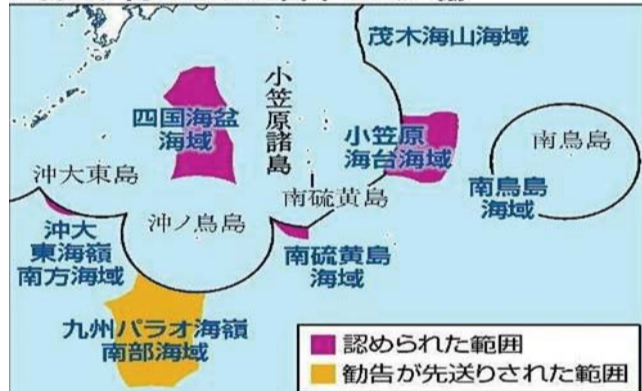 茂木海山海域
四国海盆
海域
小笠原諸島
小笠原
海台海域
南鳥島
南鳥島
海域
沖大東島
南硫黄島
沖ノ鳥島
沖大
東海嶺
南方海域
南硫黄島
海域
九州パラオ海嶺
南部海域
認められた範囲
勧告が先送りされた範囲